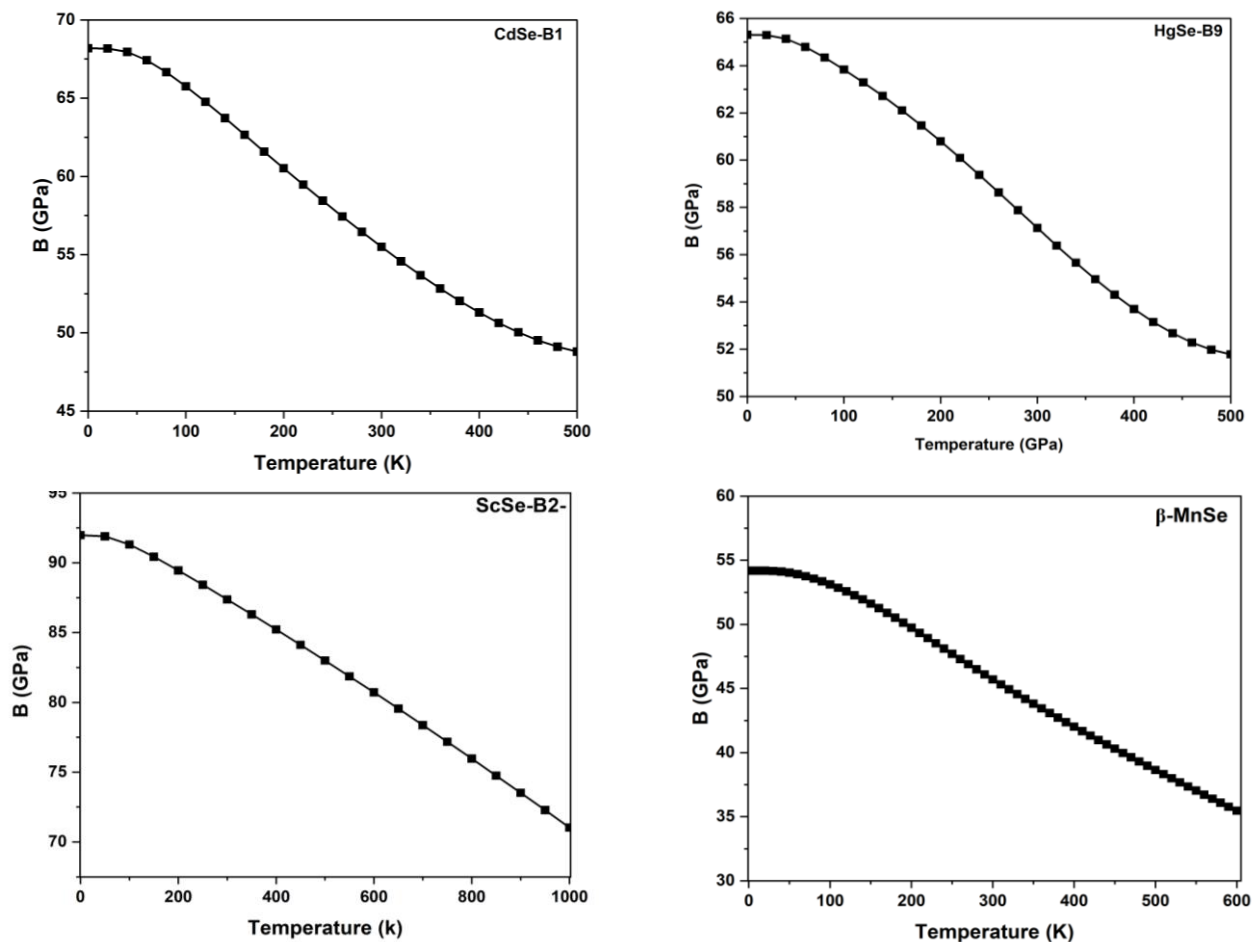 CdSe-B1
70
65
60
55
50
45
B (GPa)
0 100 200 300 400 500
Temperature (K)
HgSe-B9
66
64
62
60
58
56
54
52
50
B (GPa)
0 100 200 300 400 500
Temperature (GPa)
ScSe-B2-
95
90
85
80
75
70
B (GPa)
0 200 400 600 800 1000
Temperature (k)
β-MnSe
60
55
50
45
40
35
30
B (GPa)
0 100 200 300 400 500 600
Temperature (K)